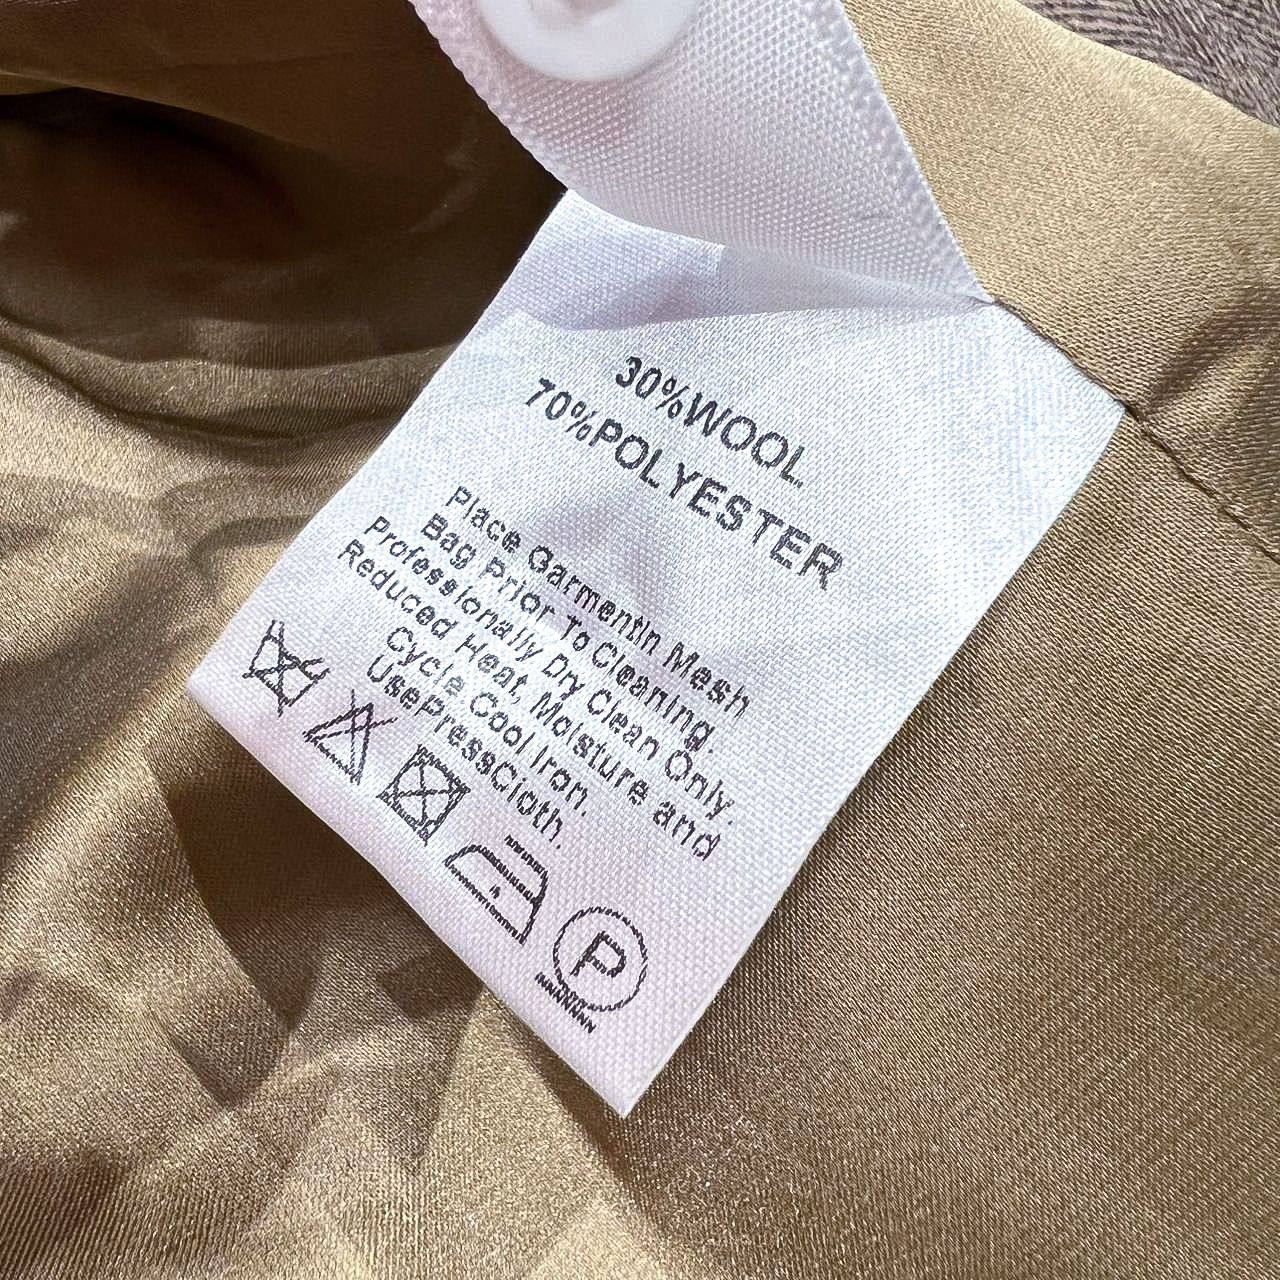 30%WOOL.
70%POLYESTER
Place GarmentIn Mesh
Bag Prior To Cleaning.
Professionally Dry Clean Only.
Reduced Heat, Moisture and
Cycle Cool Iron.
UsePressCloth.
P